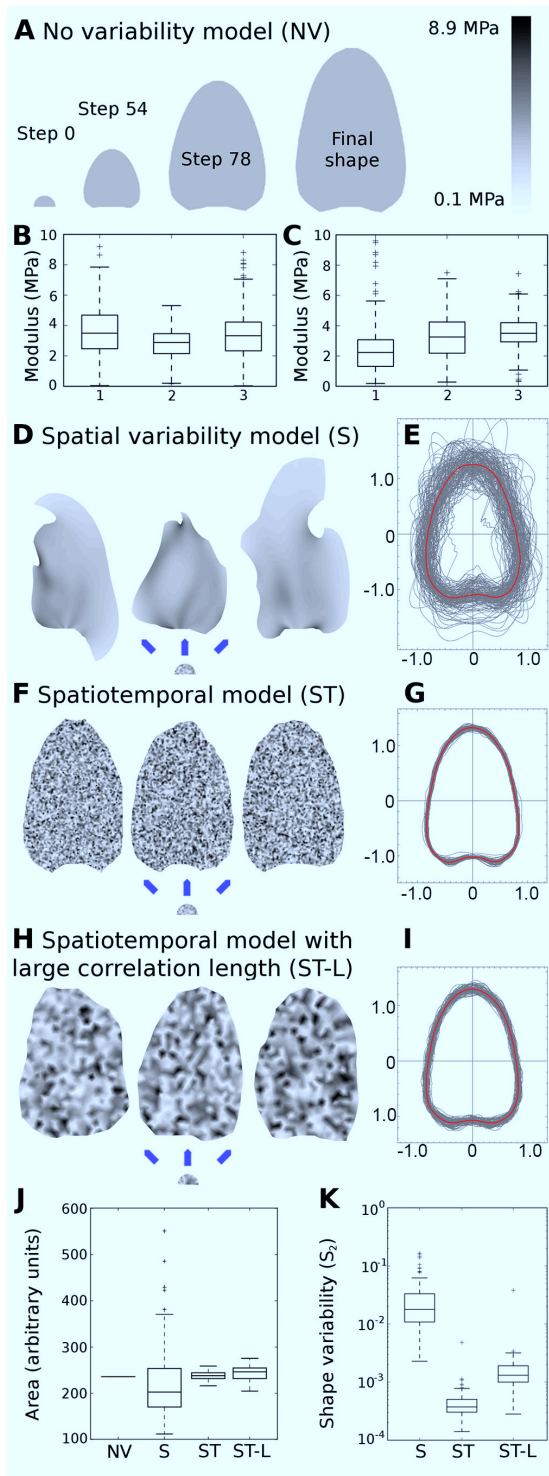 A No variability model (NV)
8.9 MPa
Step 0
Step 54
Step 78
Final
shape
0.1 MPa
B
Modulus (MPa)
10
8
6
4
2
0
1 2 3
C
Modulus (MPa)
10
8
6
4
2
0
1 2 3
D Spatial variability model (S)
E
1.0
0
-1.0
-1.0 0 1.0
F Spatiotemporal model (ST)
G
1.0
0
-1.0
-1.0 0 1.0
H Spatiotemporal model with
large correlation length (ST-L)
I
1.0
0
1.0
-1.0 0 1.0
J
Area (arbitrary units)
600
500
400
300
200
100
NV S ST ST-L
K
Shape variability (S₂)
10⁰
10⁻¹
10⁻²
10⁻³
10⁻⁴
S ST ST-L